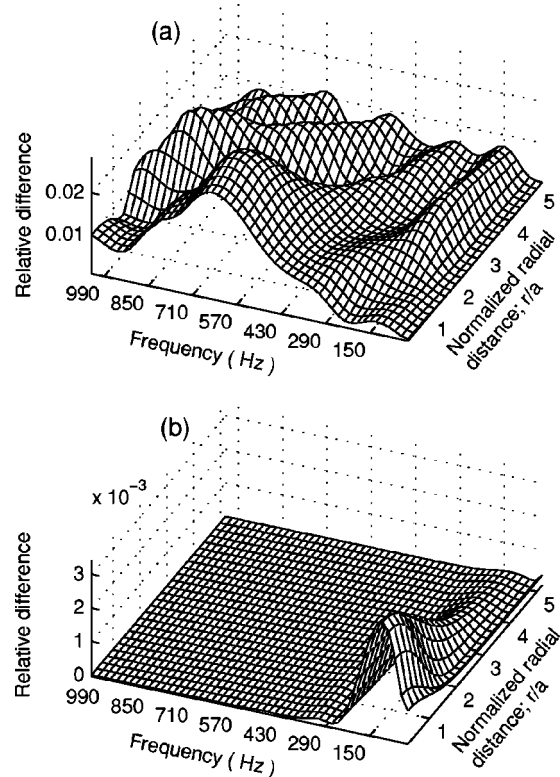 (a)
Relative difference
0.02
0.01
990 850 710 570 430 290 150
Frequency ( Hz )
1 2 3 4 5
Normalized radial
distance; r/a
(b)
x 10⁻³
Relative difference
3
2
1
0
990 850 710 570 430 290 150
Frequency ( Hz )
1 2 3 4 5
Normalized radial
distance; r/a